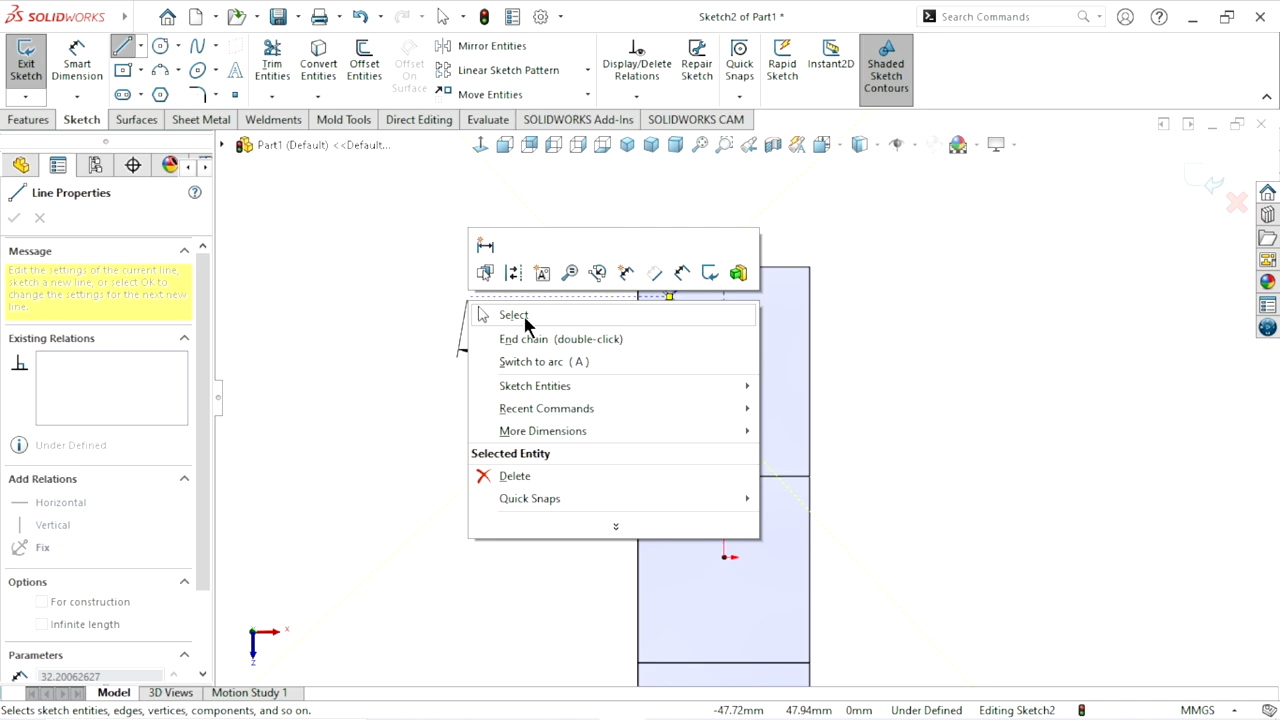 SOLIDWORKS
Sketch2 of Part1 *
Search Commands
Exit Sketch
Smart Dimension
Trim Entities
Convert Entities
Offset Entities
Offset On Surface
Mirror Entities
Linear Sketch Pattern
Move Entities
Display/Delete Relations
Repair Sketch
Quick Snaps
Rapid Sketch
Instant2D
Shaded Sketch Contours
Features
Sketch
Surfaces
Sheet Metal
Weldments
Mold Tools
Direct Editing
Evaluate
SOLIDWORKS Add-Ins
SOLIDWORKS CAM
Part1 (Default) <<Default...
Line Properties
Message
Edit the settings of the current line,
sketch a new line, or select OK to
change the settings for the next new
line.
Existing Relations
Under Defined
Add Relations
Horizontal
Vertical
Fix
Options
For construction
Infinite length
Parameters
32.20062627
Select
End chain (double-click)
Switch to arc ( A )
Sketch Entities
Recent Commands
More Dimensions
Selected Entity
Delete
Quick Snaps
x
z
Model
3D Views
Motion Study 1
Selects sketch entities, edges, vertices, components, and so on.
-47.72mm
47.94mm
0mm
Under Defined
Editing Sketch2
MMGS